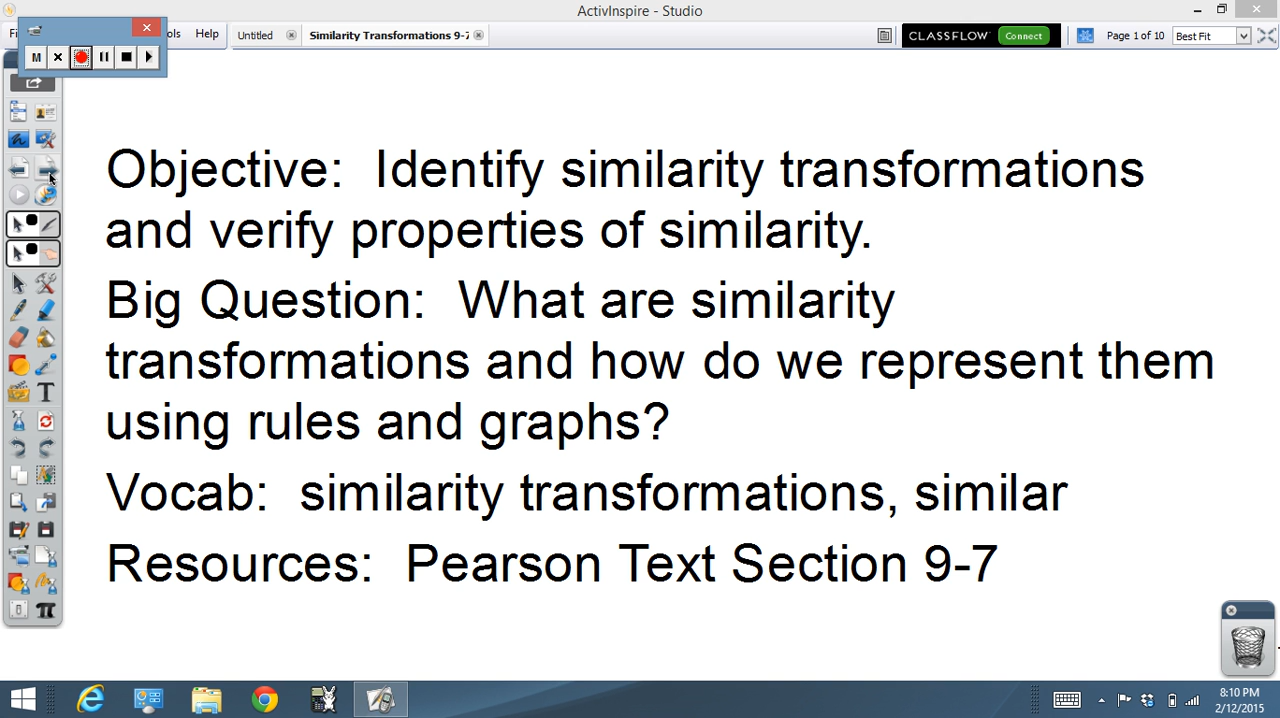 ActivInspire - Studio
Fi ols Help Untitled Similarity Transformations 9-7 CLASSFLOW Connect Page 1 of 10 Best Fit
M
Objective: Identify similarity transformations
and verify properties of similarity.
Big Question: What are similarity
transformations and how do we represent them
using rules and graphs?
Vocab: similarity transformations, similar
Resources: Pearson Text Section 9-7
T
8:10 PM
2/12/2015